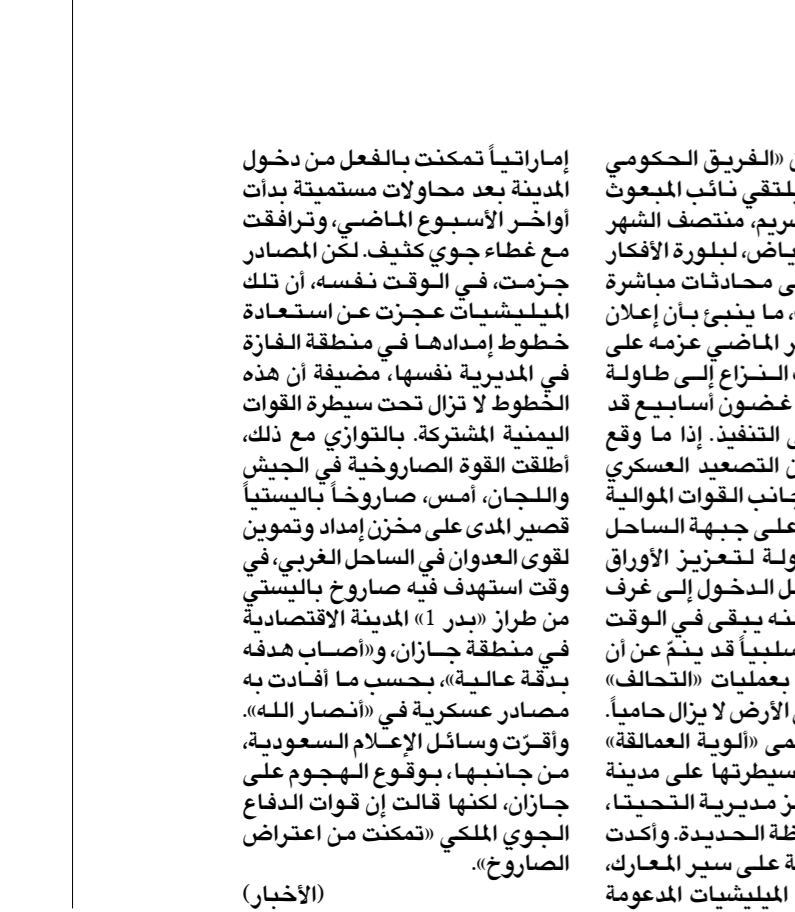 «الفريق الحكومي
يلتقي نائب المبعوث
شريم، منتصف الشهر
لبلورة الأفكار
محادثات مباشرة
ما ينبئ بأن إعلان
الماضي عزمه على
النزاع إلى طاولة
غضون أسابيع قد
التنفيذ. إذا ما وقع
التصعيد العسكري
القوات الموالية
على جبهة الساحل
لتعزيز الأوراق
الدخول إلى غرف
يبقى في الوقت
سلبياً قد ينمّ عن أن
بعمليات «التحالف»
الأرض لا يزال حامياً.
«ألوية العمالقة»
سيطرتها على مدينة
مديرية التحيتا،
الحديدة. وأكدت
على سير المعارك،
الميليشيات المدعومة
إماراتياً تمكنت بالفعل من دخول
المدينة بعد محاولات مستميتة بدأت
أواخر الأسبوع الماضي، وترافقت
مع غطاء جوي كثيف. لكن المصادر
جزمت، في الوقت نفسه، أن تلك
الميليشيات عجزت عن استعادة
خطوط إمدادها في منطقة الفازة
في المديرية نفسها، مضيفة أن هذه
الخطوط لا تزال تحت سيطرة القوات
اليمنية المشتركة. بالتوازي مع ذلك،
أطلقت القوة الصاروخية في الجيش
واللجان، أمس، صاروخاً باليستياً
قصير المدى على مخزن إمداد وتموين
لقوى العدوان في الساحل الغربي، في
وقت استهدف فيه صاروخ باليستي
من طراز «بدر 1» المدينة الاقتصادية
في منطقة جازان، و«أصاب هدفه
بدقة عالية»، بحسب ما أفادت به
مصادر عسكرية في «أنصار الله».
وأقرّت وسائل الإعلام السعودية،
من جانبها، بوقوع الهجوم على
جازان، لكنها قالت إن قوات الدفاع
الجوي الملكي «تمكنت من اعتراض
الصاروخ».
(الأخبار)